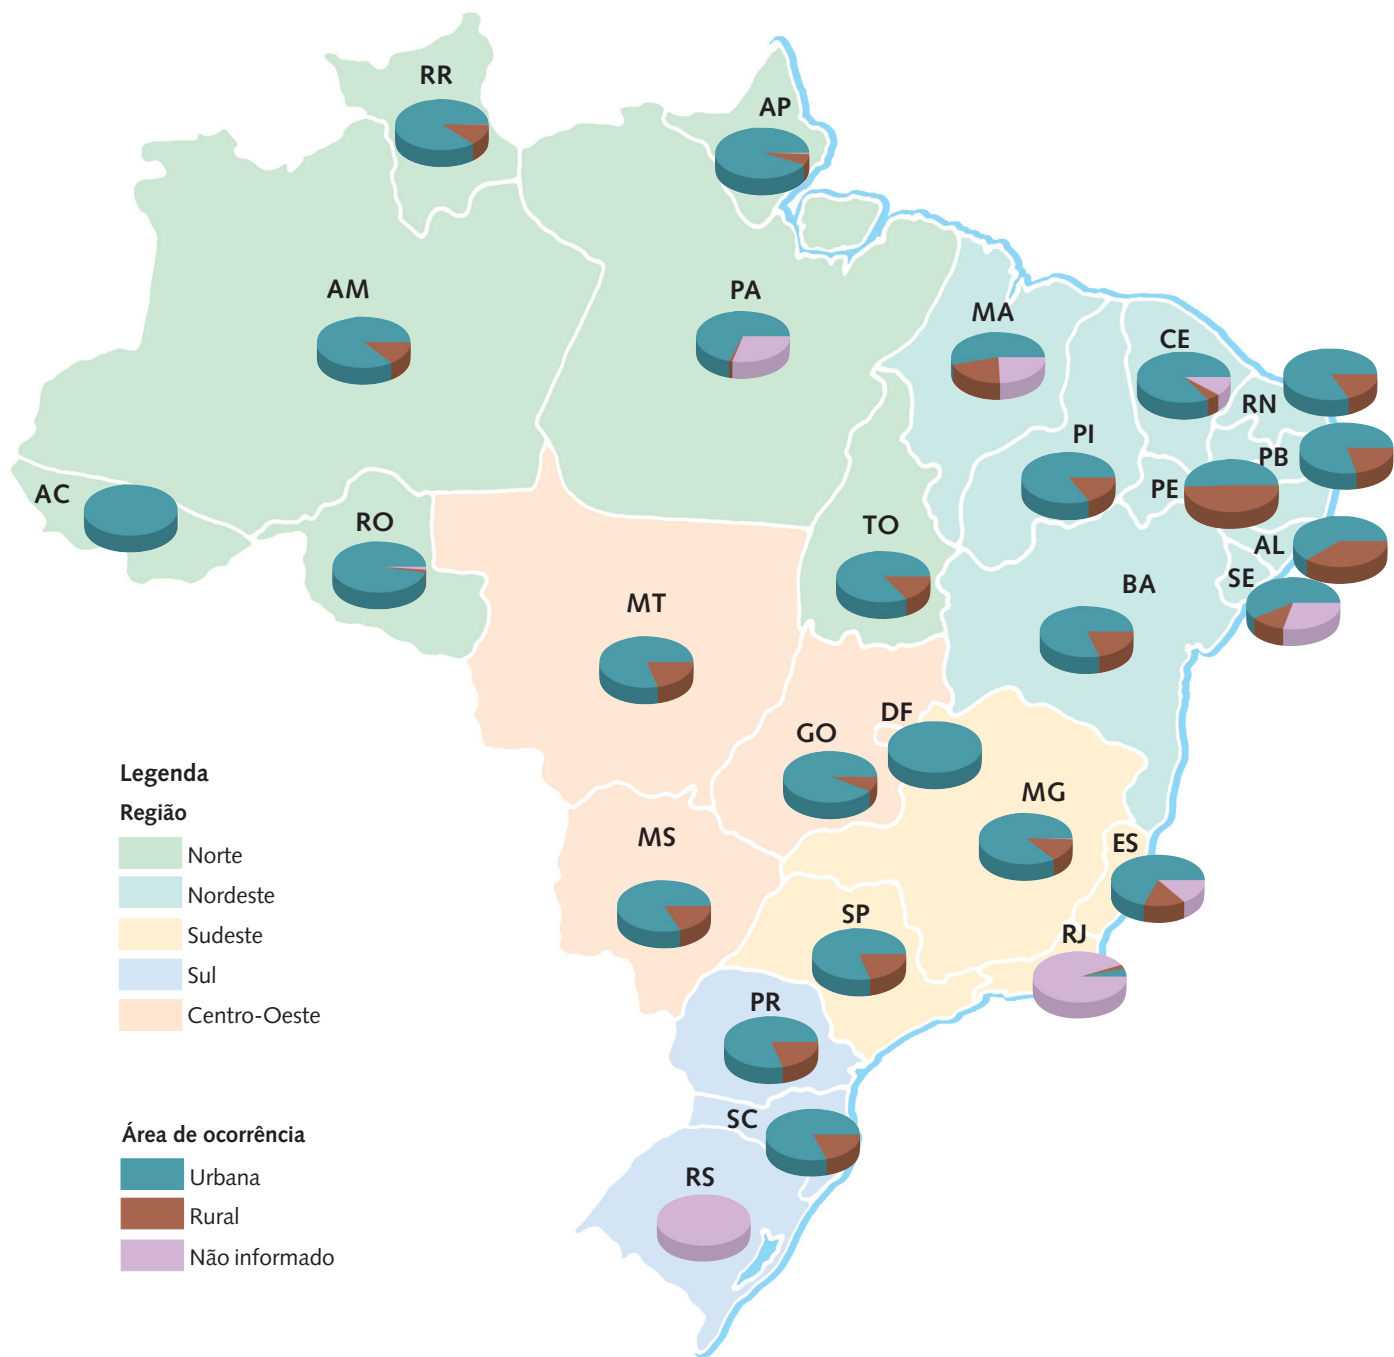 RR
AP
AM
PA
MA
CE
RN
PI
PB
PE
AC
RO
TO
AL
SE
BA
MT
DF
GO
MG
MS
ES
SP
RJ
PR
SC
RS
Legenda
Região
Norte
Nordeste
Sudeste
Sul
Centro-Oeste
Área de ocorrência
Urbana
Rural
Não informado